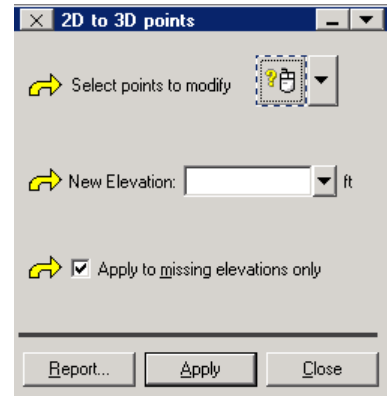 2D to 3D points
Select points to modify
New Elevation: ft
Apply to missing elevations only
Report... Apply Close